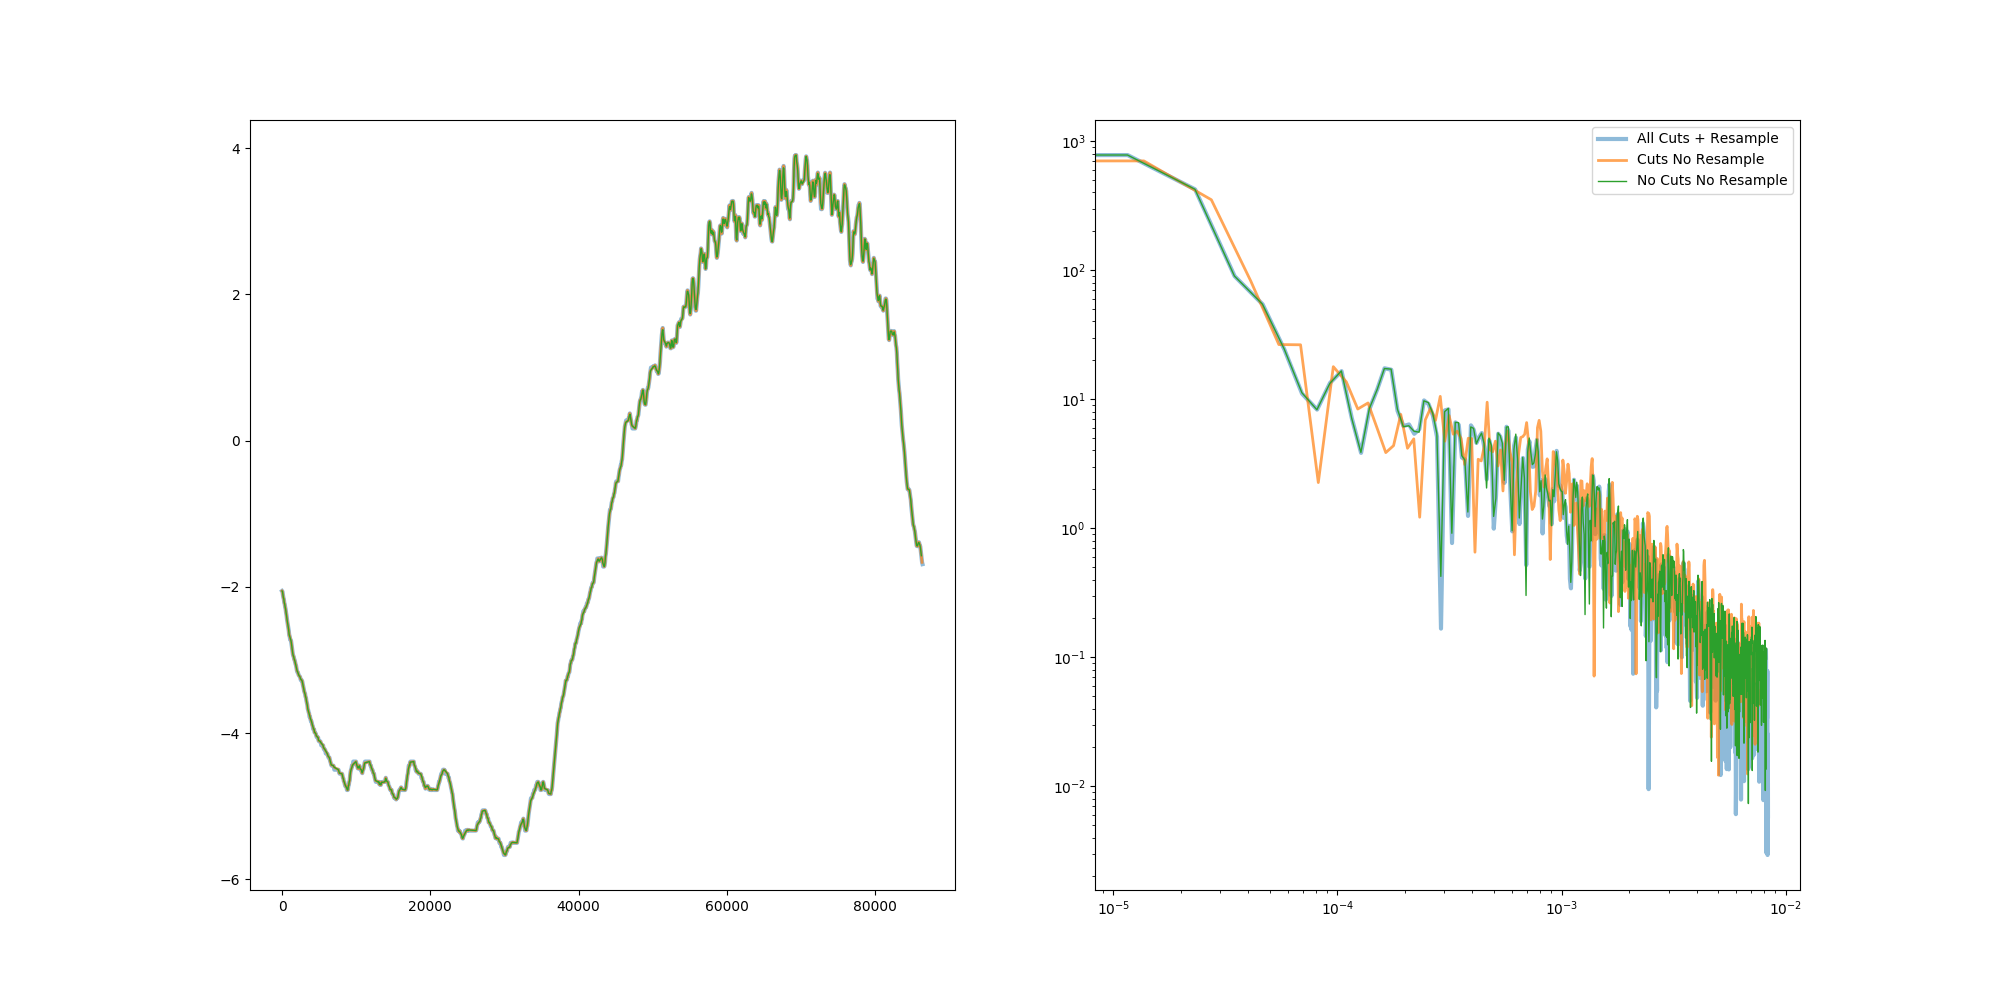 4
2
0
−2
−4
−6
0 20000 40000 60000 80000
10³
10²
10¹
10⁰
10⁻¹
10⁻²
10⁻⁵ 10⁻⁴ 10⁻³ 10⁻²
All Cuts + Resample
Cuts No Resample
No Cuts No Resample